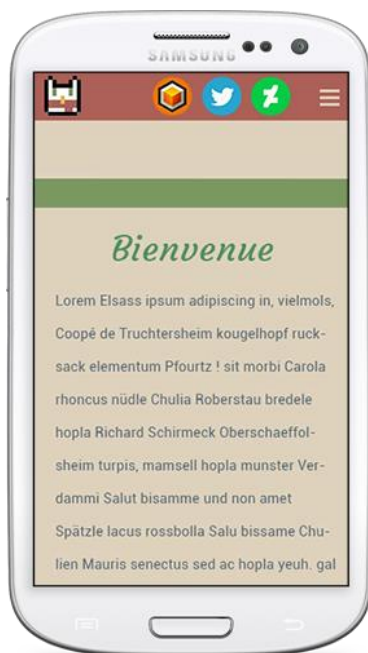 SAMSUNG
Bienvenue
Lorem Elsass ipsum adipiscing in, vielmols,
Coopé de Truchtersheim kougelhopf ruck-
sack elementum Pfourtz ! sit morbi Carola
rhoncus nüdle Chulia Roberstau bredele
hopla Richard Schirmeck Oberschaeffol-
sheim turpis, mamsell hopla munster Ver-
dammi Salut bisamme und non amet
Spätzle lacus rossbolla Salu bissame Chu-
lien Mauris senectus sed ac hopla yeuh. gal